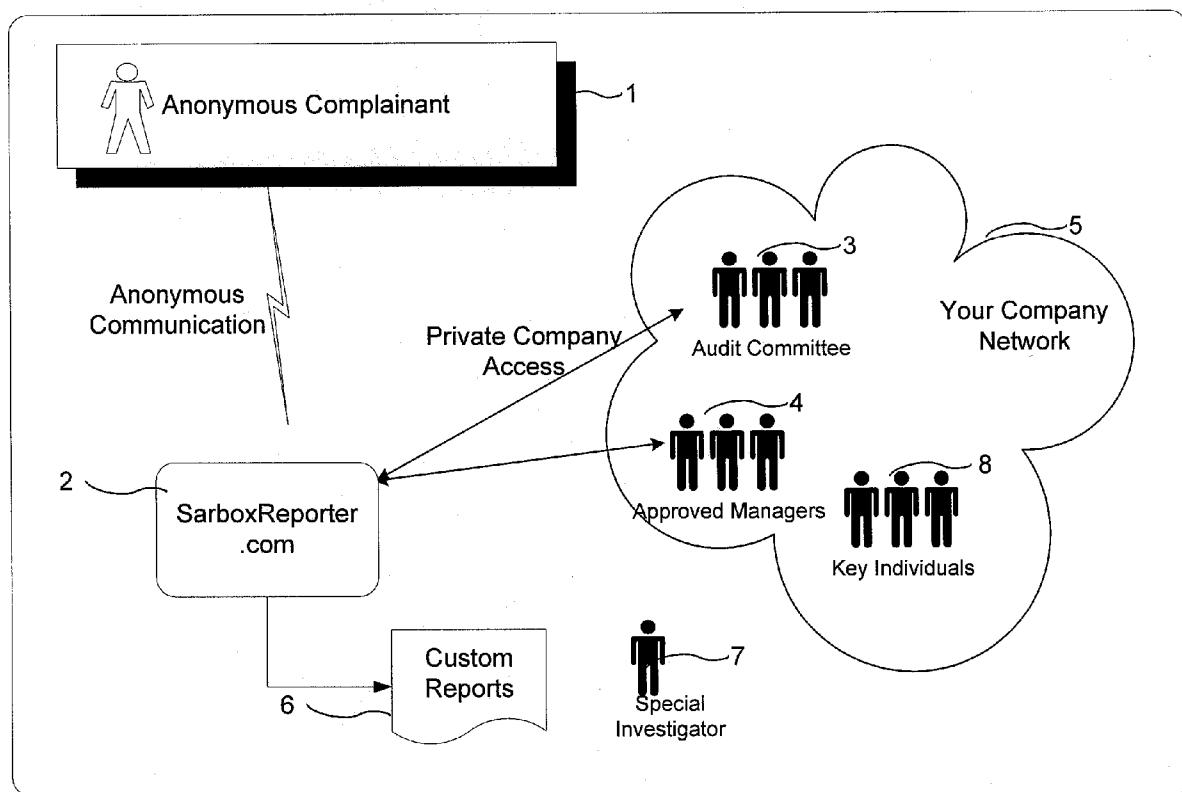 Anonymous Complainant
1
Anonymous
Communication
Private Company
Access
3
Audit Committee
5
Your Company
Network
4
Approved Managers
8
Key Individuals
2
SarboxReporter
.com
Custom
Reports
6
7
Special
Investigator